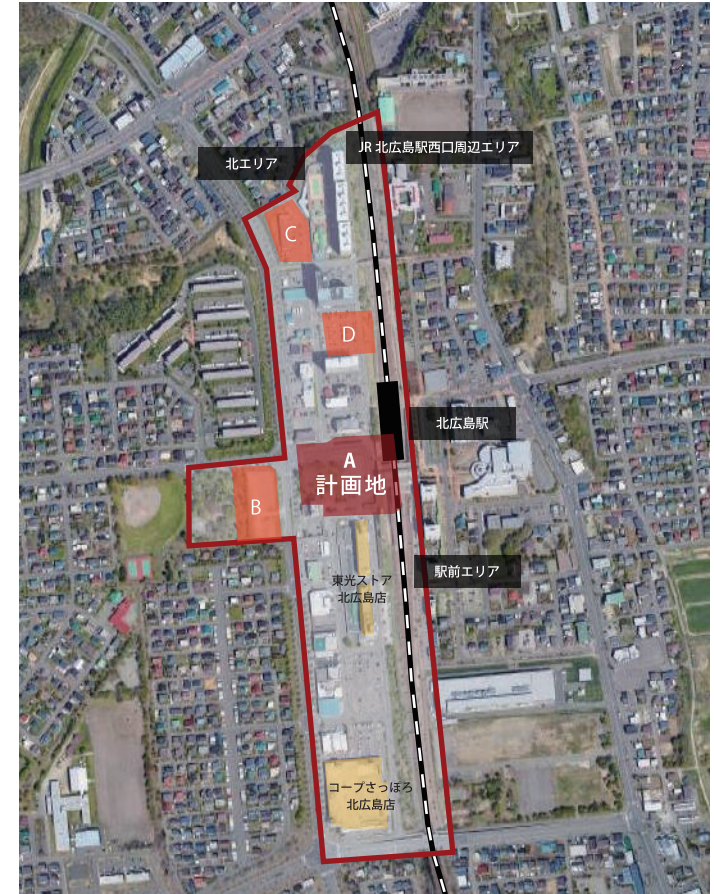 JR 北広島駅西口周辺エリア
北エリア
C
D
北広島駅
A
計画地
B
駅前エリア
東光ストア
北広島店
コープさっぽろ
北広島店